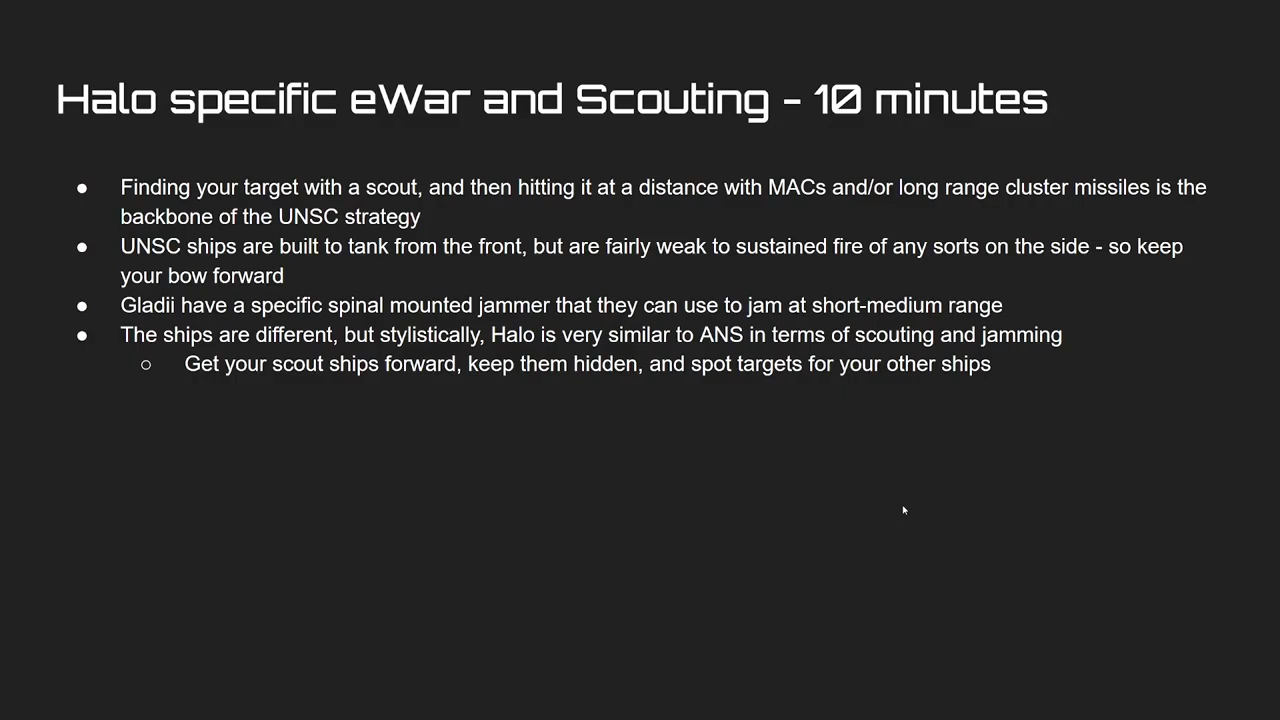 Halo specific eWar and Scouting - 10 minutes
● Finding your target with a scout, and then hitting it at a distance with MACs and/or long range cluster missiles is the
backbone of the UNSC strategy
● UNSC ships are built to tank from the front, but are fairly weak to sustained fire of any sorts on the side - so keep
your bow forward
● Gladii have a specific spinal mounted jammer that they can use to jam at short-medium range
● The ships are different, but stylistically, Halo is very similar to ANS in terms of scouting and jamming
○ Get your scout ships forward, keep them hidden, and spot targets for your other ships